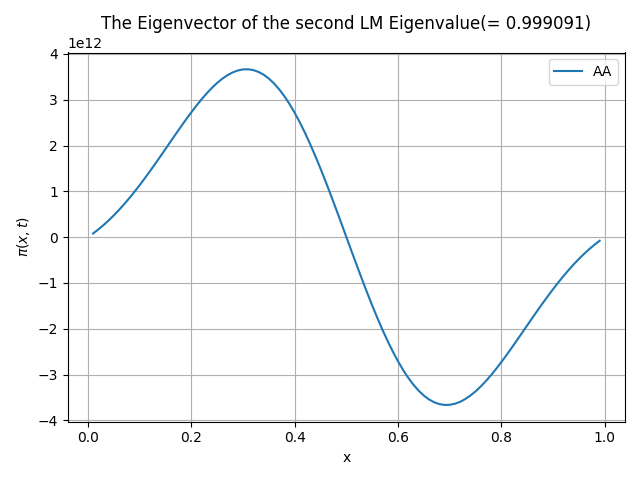 The Eigenvector of the second LM Eigenvalue(= 0.999091)
1e12
4
3
2
1
0
−1
−2
−3
−4
π(x, t)
AA
0.0 0.2 0.4 0.6 0.8 1.0
x